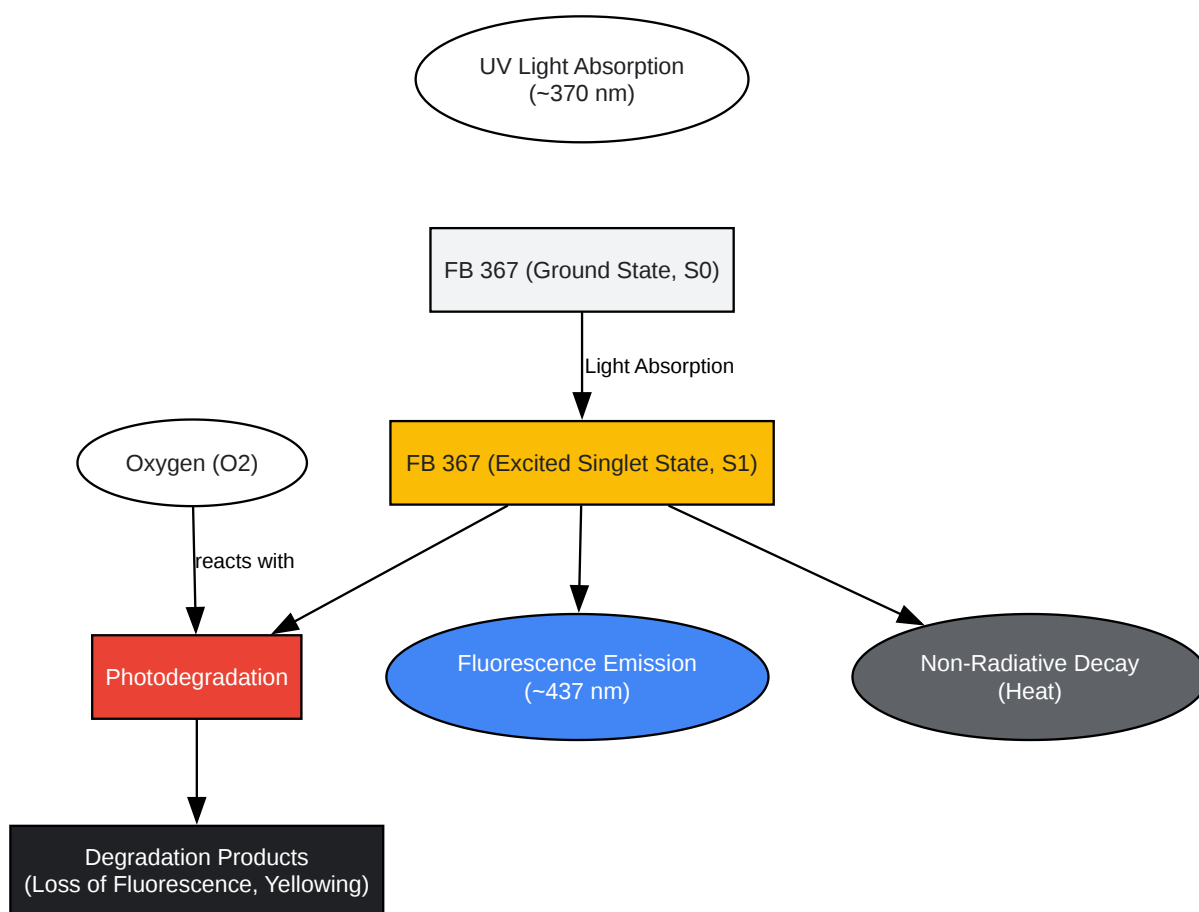 UV Light Absorption
(~370 nm)
FB 367 (Ground State, S0)
Light Absorption
Oxygen (O2)
FB 367 (Excited Singlet State, S1)
reacts with
Photodegradation
Fluorescence Emission
(~437 nm)
Non-Radiative Decay
(Heat)
Degradation Products
(Loss of Fluorescence, Yellowing)